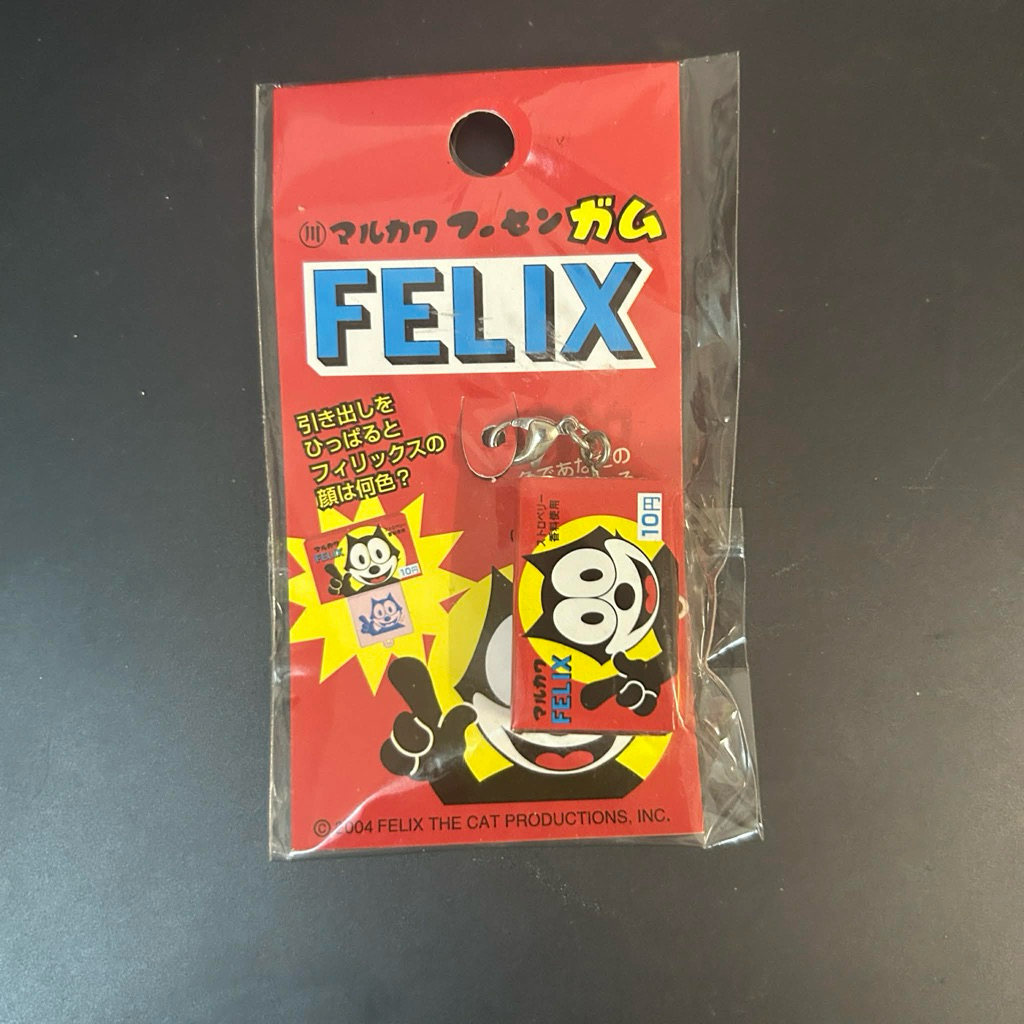 マルカワ フーセンガム
FELIX
引き出しを
ひっぱると
フィリックスの
顔は何色？
マルカワ
FELIX
10円
ストロベリー
香料使用
10円
マルカワ
FELIX
© 2004 FELIX THE CAT PRODUCTIONS, INC.